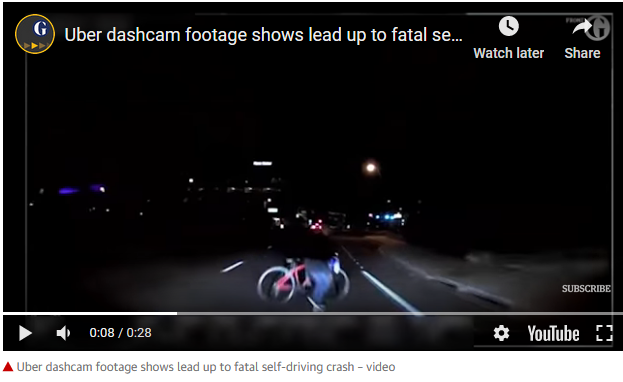 G
Uber dashcam footage shows lead up to fatal se...
Watch later
Share
SUBSCRIBE
0:08 / 0:28
YouTube
Uber dashcam footage shows lead up to fatal self-driving crash – video